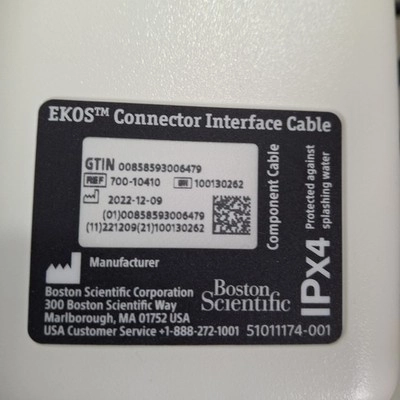 EKOS™ Connector Interface Cable
GTIN 00858593006479
REF 700-10410 SN 100130262
2022-12-09
(01)00858593006479
(11)221209(21)100130262
Component Cable
IPX4 Protected against
splashing water
Manufacturer
Boston Scientific Corporation
300 Boston Scientific Way
Marlborough, MA 01752 USA
USA Customer Service +1-888-272-1001
Boston
Scientific
51011174-001